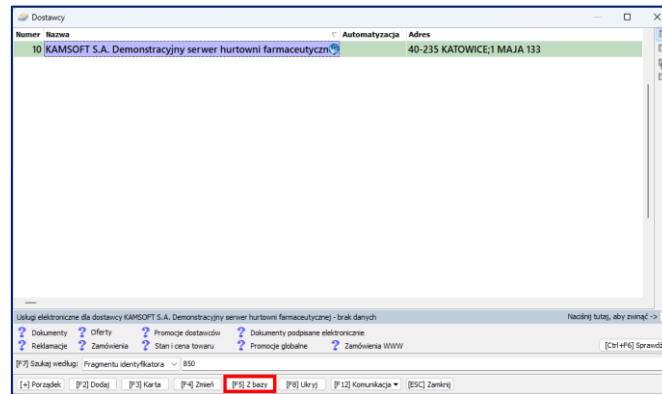 Dostawcy
Numer Nazwa Automatyzacja Adres
10 KAMSOFT S.A. Demonstracyjny serwer hurtowni farmaceutyczn 40-235 KATOWICE;1 MAJA 133
Usługi elektroniczne dla dostawcy KAMSOFT S.A. Demonstracyjny serwer hurtowni farmaceutycznej - brak danych Naciśnij tutaj, aby zwinąć ->
? Dokumenty ? Oferty ? Promocje dostawców ? Dokumenty podpisane elektronicznie
? Reklamacje ? Zamówienia ? Stan i cena towaru ? Promocje globalne ? Zamówienia WWW [Ctrl+F6] Sprawdź
[F7] Szukaj według: Fragmentu identyfikatora 850
[+] Porządek [F2] Dodaj [F3] Karta [F4] Zmień [F5] Z bazy [F8] Ukryj [F12] Komunikacja [ESC] Zamknij